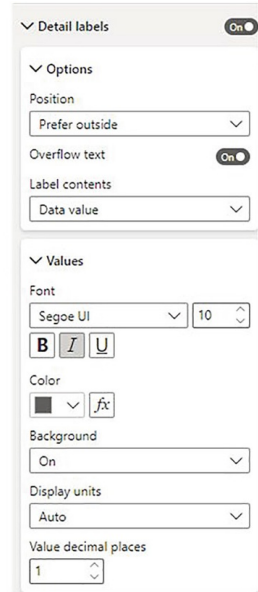 Detail labels On
Options
Position
Prefer outside
Overflow text On
Label contents
Data value
Values
Font
Segoe UI 10
B I U
Color
fx
Background
On
Display units
Auto
Value decimal places
1